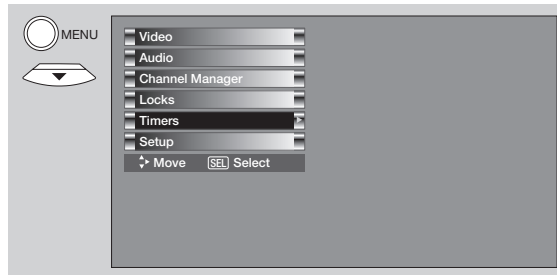 MENU
Video
Audio
Channel Manager
Locks
Timers
Setup
Move SEL Select